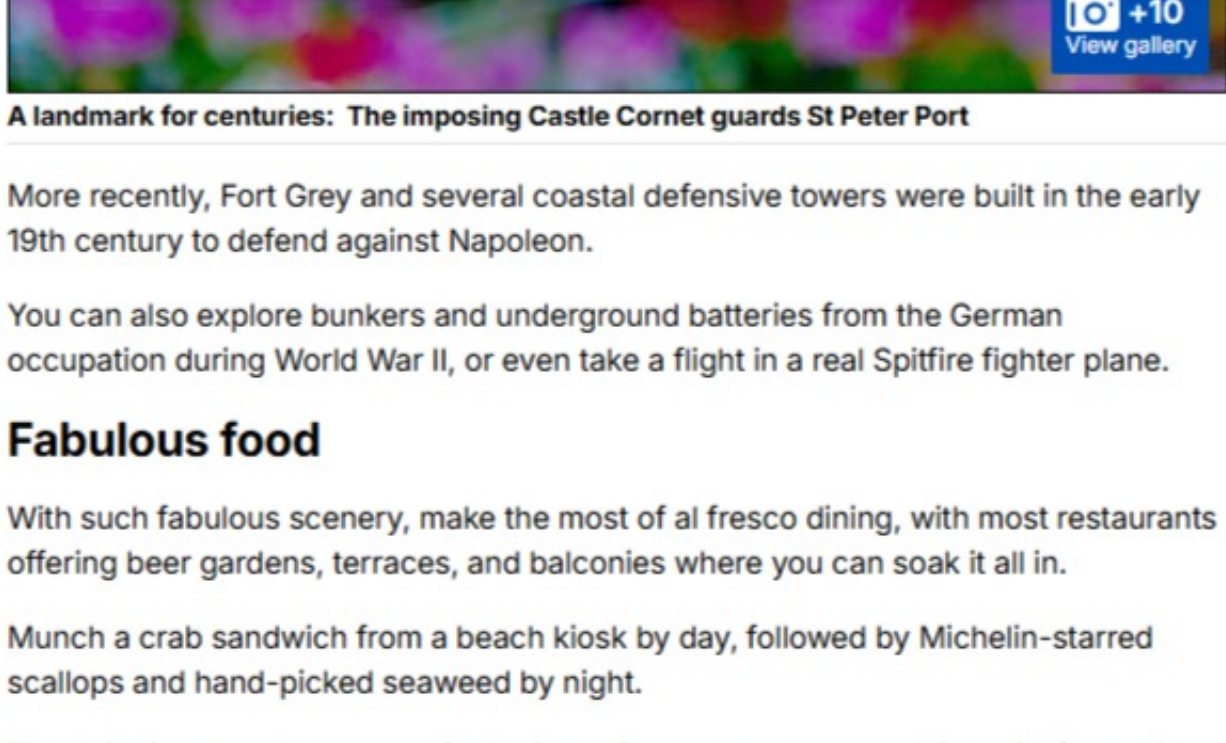 +10
View gallery
A landmark for centuries: The imposing Castle Cornet guards St Peter Port
More recently, Fort Grey and several coastal defensive towers were built in the early
19th century to defend against Napoleon.
You can also explore bunkers and underground batteries from the German
occupation during World War II, or even take a flight in a real Spitfire fighter plane.
Fabulous food
With such fabulous scenery, make the most of al fresco dining, with most restaurants
offering beer gardens, terraces, and balconies where you can soak it all in.
Munch a crab sandwich from a beach kiosk by day, followed by Michelin-starred
scallops and hand-picked seaweed by night.